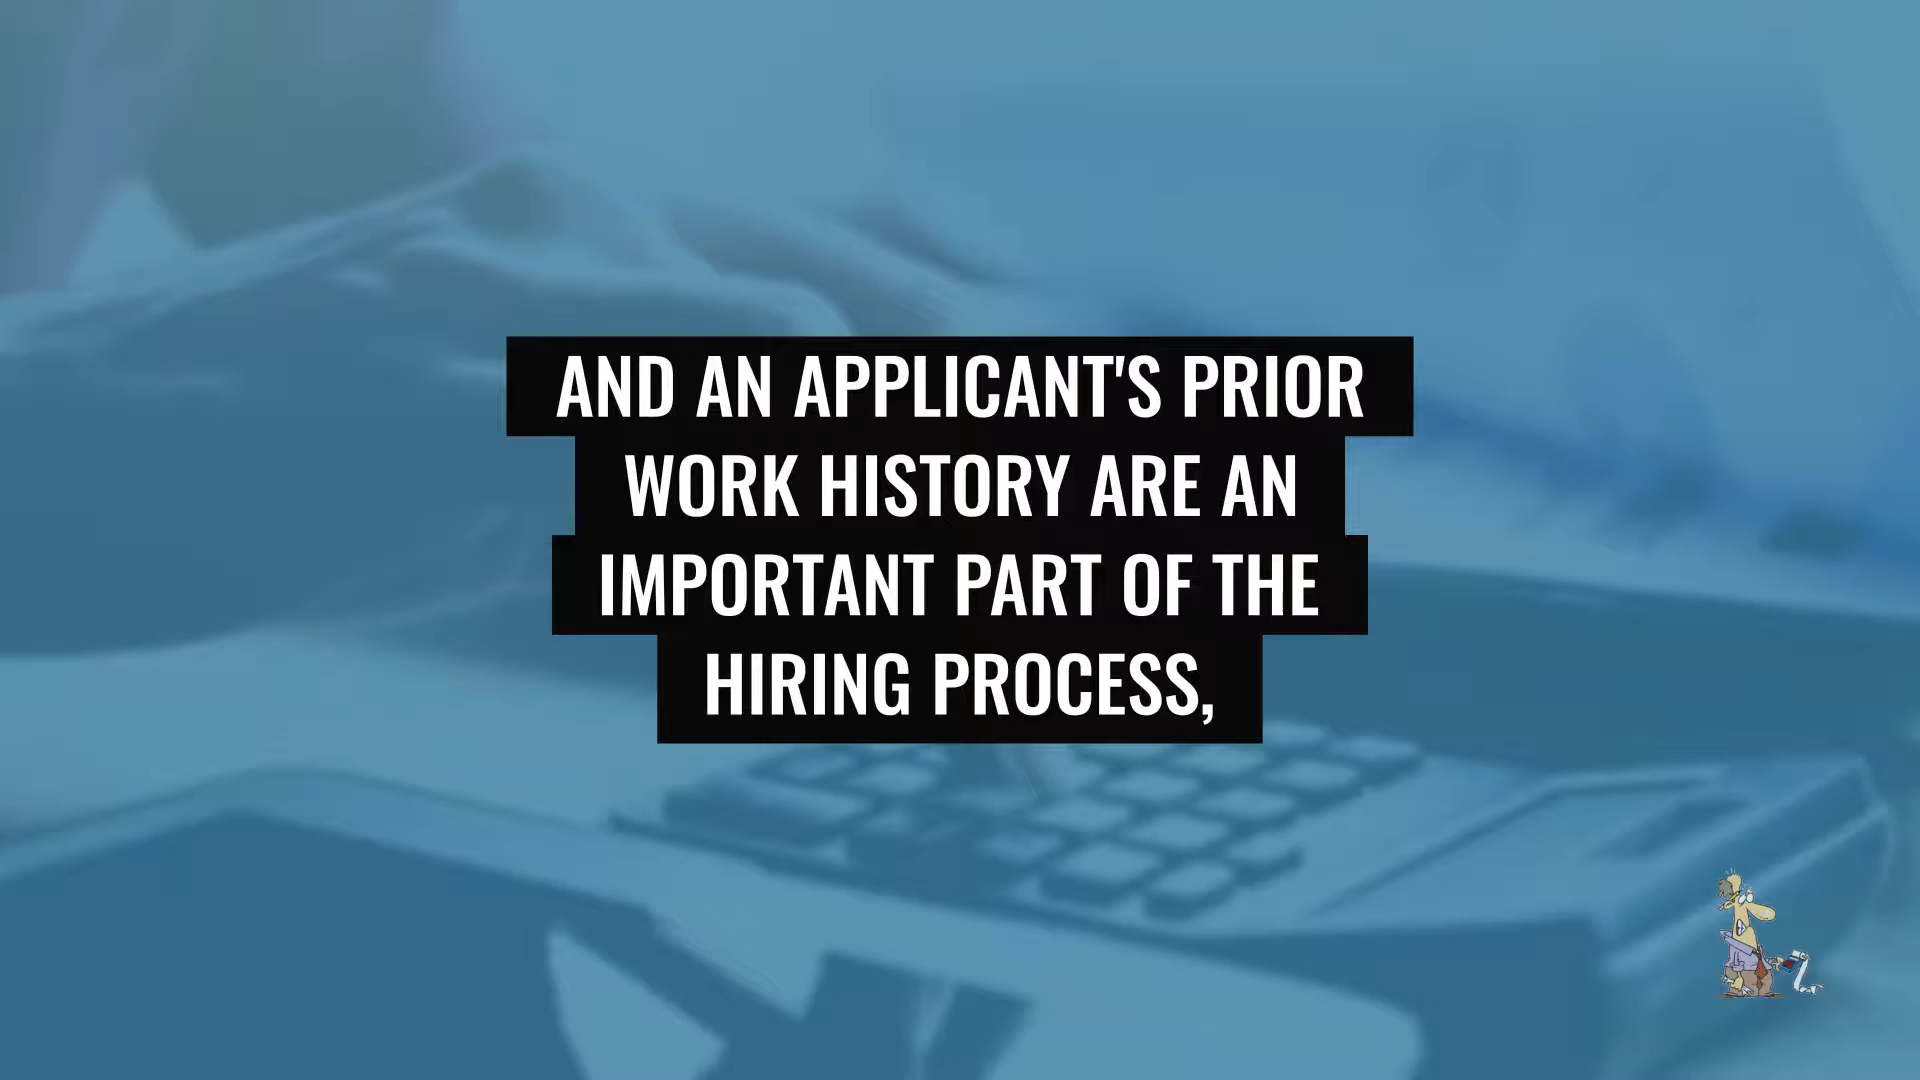 AND AN APPLICANT'S PRIOR
WORK HISTORY ARE AN
IMPORTANT PART OF THE
HIRING PROCESS,